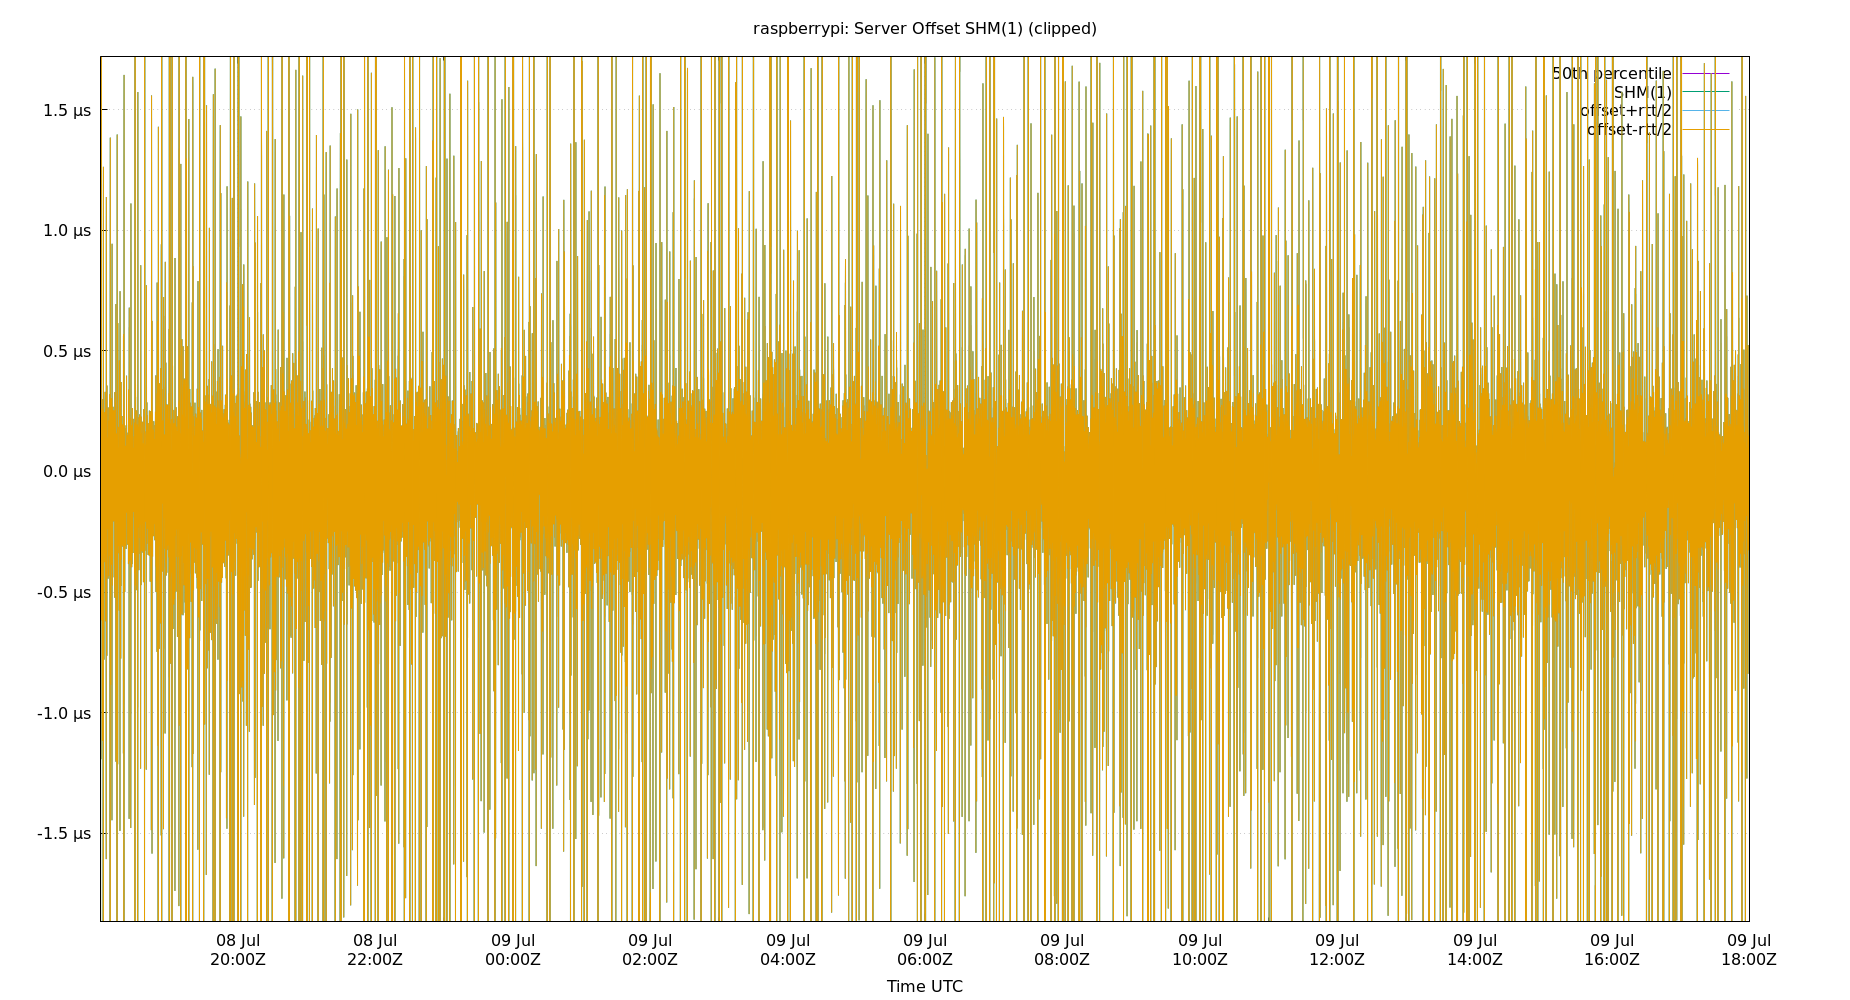 raspberrypi: Server Offset SHM(1) (clipped)
50th percentile
SHM(1)
offset+rtt/2
offset-rtt/2
1.5 µs
1.0 µs
0.5 µs
0.0 µs
-0.5 µs
-1.0 µs
-1.5 µs
08 Jul 08 Jul 09 Jul 09 Jul 09 Jul 09 Jul 09 Jul 09 Jul 09 Jul 09 Jul 09 Jul 09 Jul
20:00Z 22:00Z 00:00Z 02:00Z 04:00Z 06:00Z 08:00Z 10:00Z 12:00Z 14:00Z 16:00Z 18:00Z
Time UTC